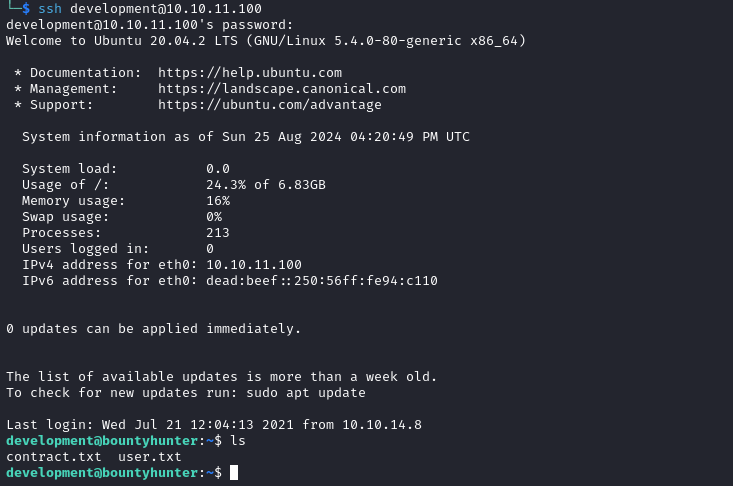 └─$ ssh development@10.10.11.100
development@10.10.11.100's password:
Welcome to Ubuntu 20.04.2 LTS (GNU/Linux 5.4.0-80-generic x86_64)
* Documentation:  https://help.ubuntu.com
* Management:     https://landscape.canonical.com
* Support:        https://ubuntu.com/advantage
System information as of Sun 25 Aug 2024 04:20:49 PM UTC
System load:           0.0
Usage of /:            24.3% of 6.83GB
Memory usage:          16%
Swap usage:            0%
Processes:             213
Users logged in:       0
IPv4 address for eth0: 10.10.11.100
IPv6 address for eth0: dead:beef::250:56ff:fe94:c110
0 updates can be applied immediately.
The list of available updates is more than a week old.
To check for new updates run: sudo apt update
Last login: Wed Jul 21 12:04:13 2021 from 10.10.14.8
development@bountyhunter:~$ ls
contract.txt  user.txt
development@bountyhunter:~$